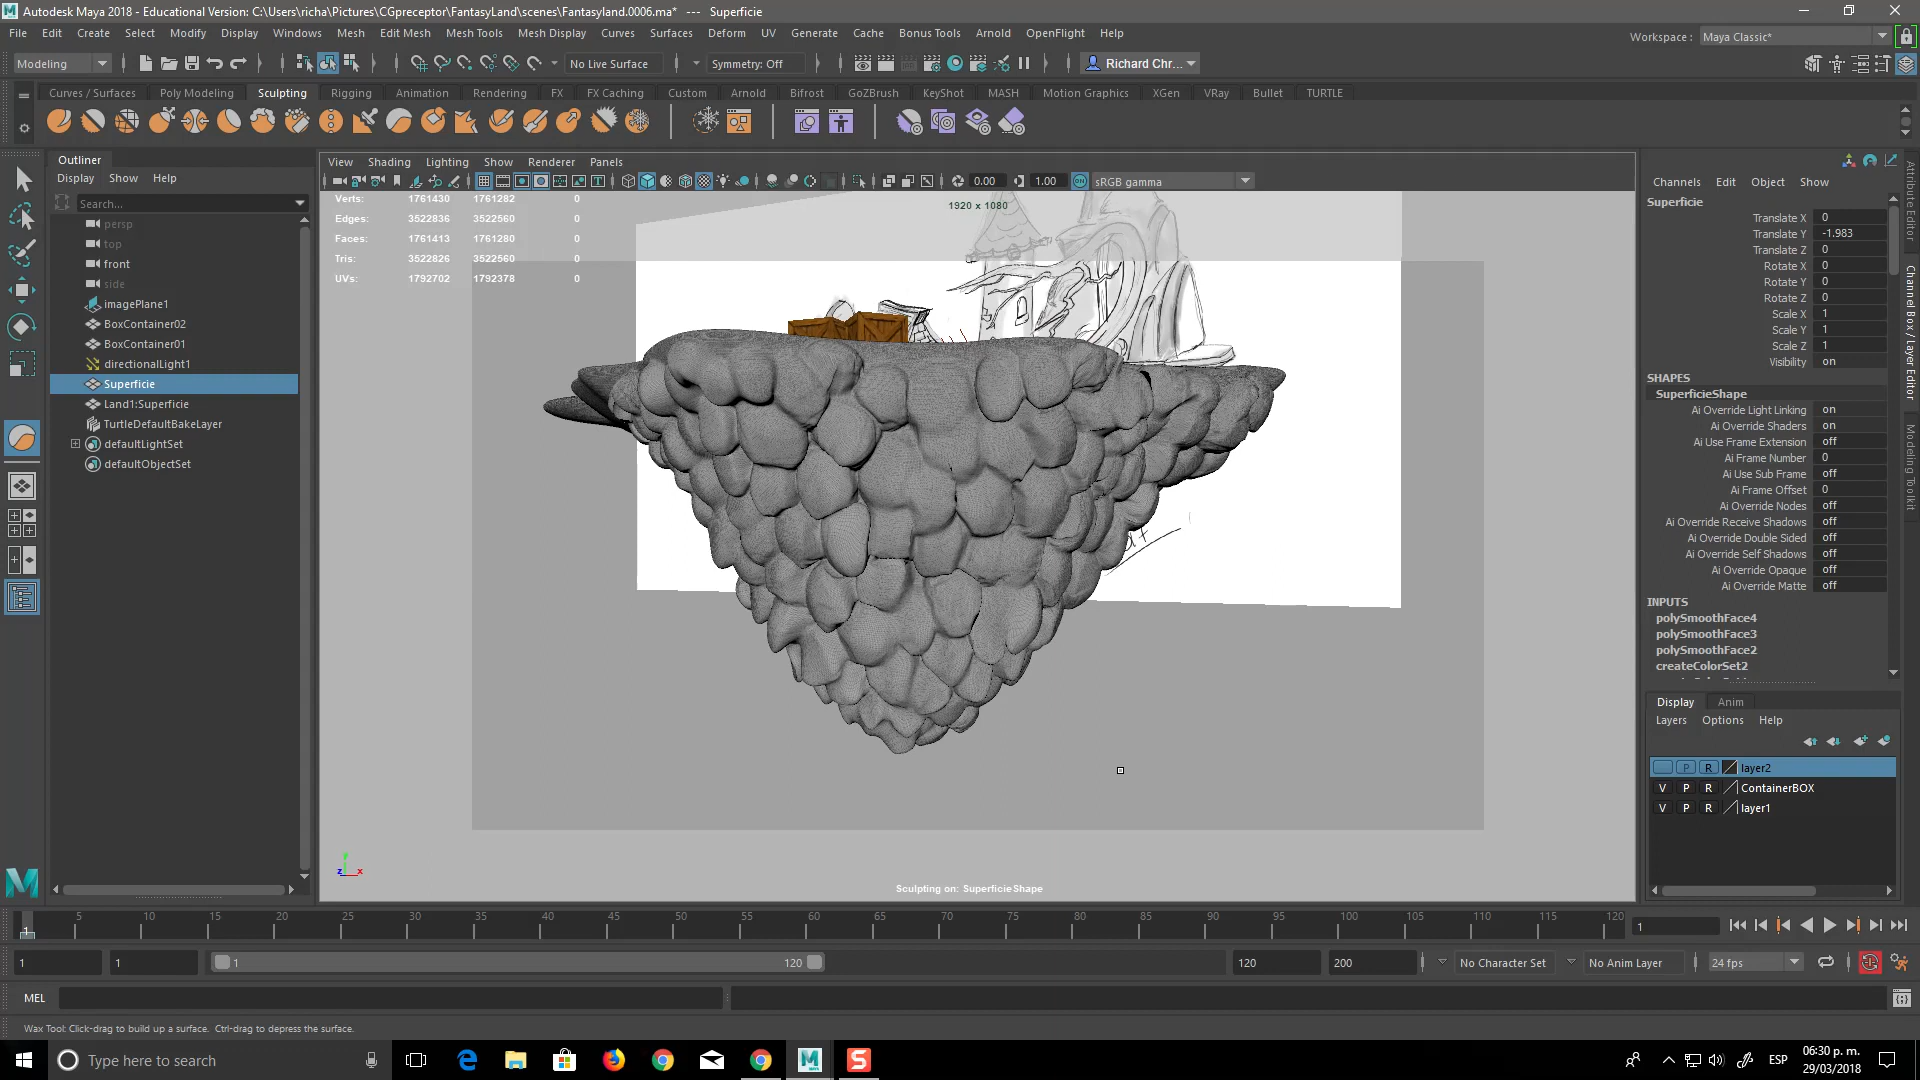 Autodesk Maya 2018 - Educational Version: C:\Users\richa\Pictures\CGpreceptor\FantasyLand\scenes\Fantasyland.0006.ma*  ---  Superficie
File Edit Create Select Modify Display Windows Mesh Edit Mesh Mesh Tools Mesh Display Curves Surfaces Deform UV Generate Cache Bonus Tools Arnold OpenFlight Help
Workspace : Maya Classic*
Modeling No Live Surface Symmetry: Off Richard Chr...
Curves / Surfaces Poly Modeling Sculpting Rigging Animation Rendering FX FX Caching Custom Arnold Bifrost GoZBrush KeyShot MASH Motion Graphics XGen VRay Bullet TURTLE
Outliner
Display Show Help
Search...
persp
top
front
side
imagePlane1
BoxContainer02
BoxContainer01
directionalLight1
Superficie
Land1:Superficie
TurtleDefaultBakeLayer
defaultLightSet
defaultObjectSet
View Shading Lighting Show Renderer Panels
0.00 1.00 sRGB gamma
Verts: 1761430 1761282 0
Edges: 3522836 3522560 0
Faces: 1761413 1761280 0
Tris: 3522826 3522560 0
UVs: 1792702 1792378 0
1920 x 1080
Sculpting on: SuperficieShape
Channels Edit Object Show
Superficie
Translate X 0
Translate Y -1.983
Translate Z 0
Rotate X 0
Rotate Y 0
Rotate Z 0
Scale X 1
Scale Y 1
Scale Z 1
Visibility on
SHAPES
SuperficieShape
Ai Override Light Linking on
Ai Override Shaders on
Ai Use Frame Extension off
Ai Frame Number 0
Ai Use Sub Frame off
Ai Frame Offset 0
Ai Override Nodes off
Ai Override Receive Shadows off
Ai Override Double Sided off
Ai Override Self Shadows off
Ai Override Opaque off
Ai Override Matte off
INPUTS
polySmoothFace4
polySmoothFace3
polySmoothFace2
createColorSet2
Attribute Editor
Channel Box / Layer Editor
Modeling Toolkit
Display Anim
Layers Options Help
P R layer2
V P R ContainerBOX
V P R layer1
1 5 10 15 20 25 30 35 40 45 50 55 60 65 70 75 80 85 90 95 100 105 110 115 120 1
1 1 1 120 120 200 No Character Set No Anim Layer 24 fps
MEL
Wax Tool: Click-drag to build up a surface. Ctrl-drag to depress the surface.
Type here to search
ESP
06:30 p. m.
29/03/2018